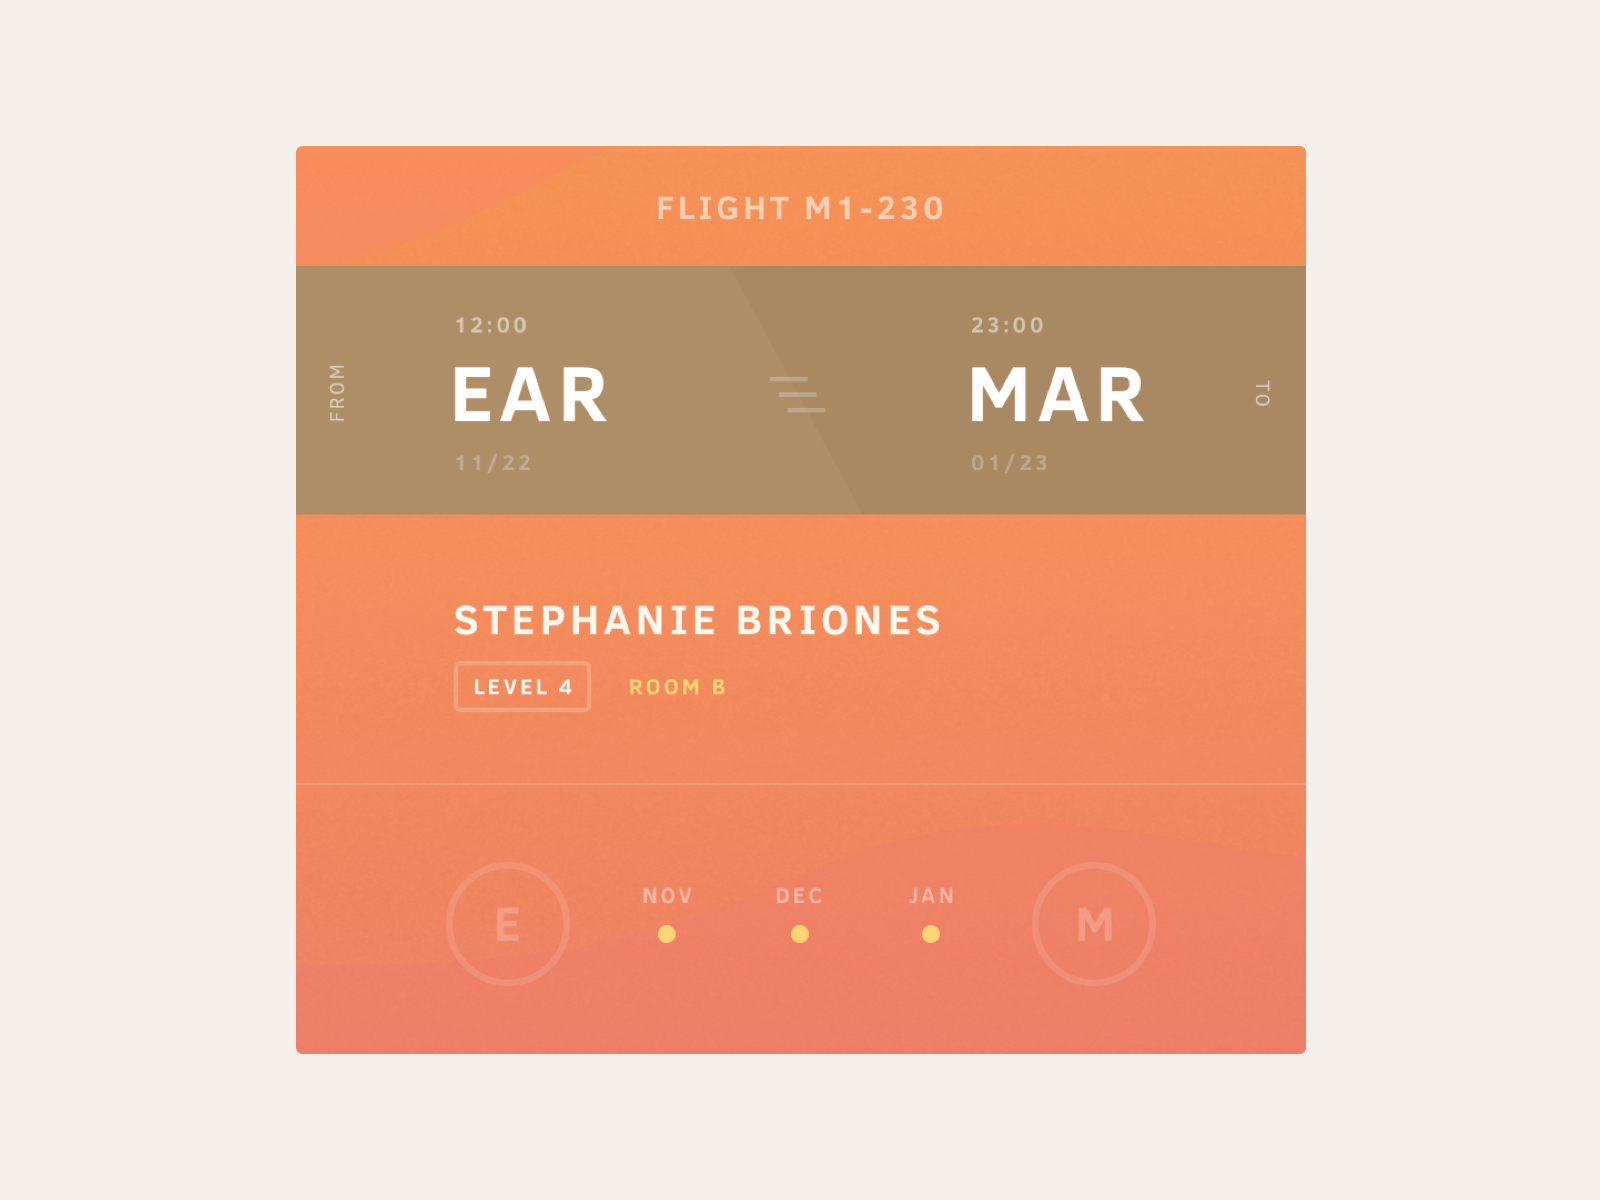 FLIGHT M1-230
FROM
12:00
EAR
11/22
23:00
MAR
01/23
TO
STEPHANIE BRIONES
LEVEL 4
ROOM B
E
NOV
DEC
JAN
M